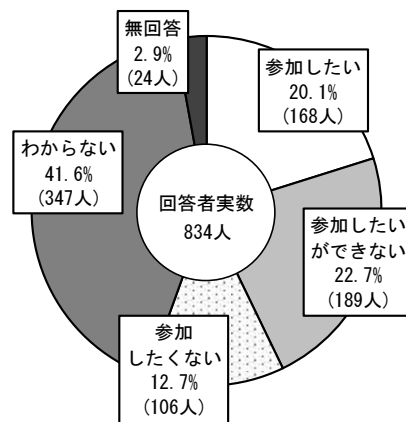 無回答
2.9%
(24人)
参加したい
20.1%
(168人)
わからない
41.6%
(347人)
回答者実数
834人
参加したい
ができない
22.7%
(189人)
参加
したくない
12.7%
(106人)